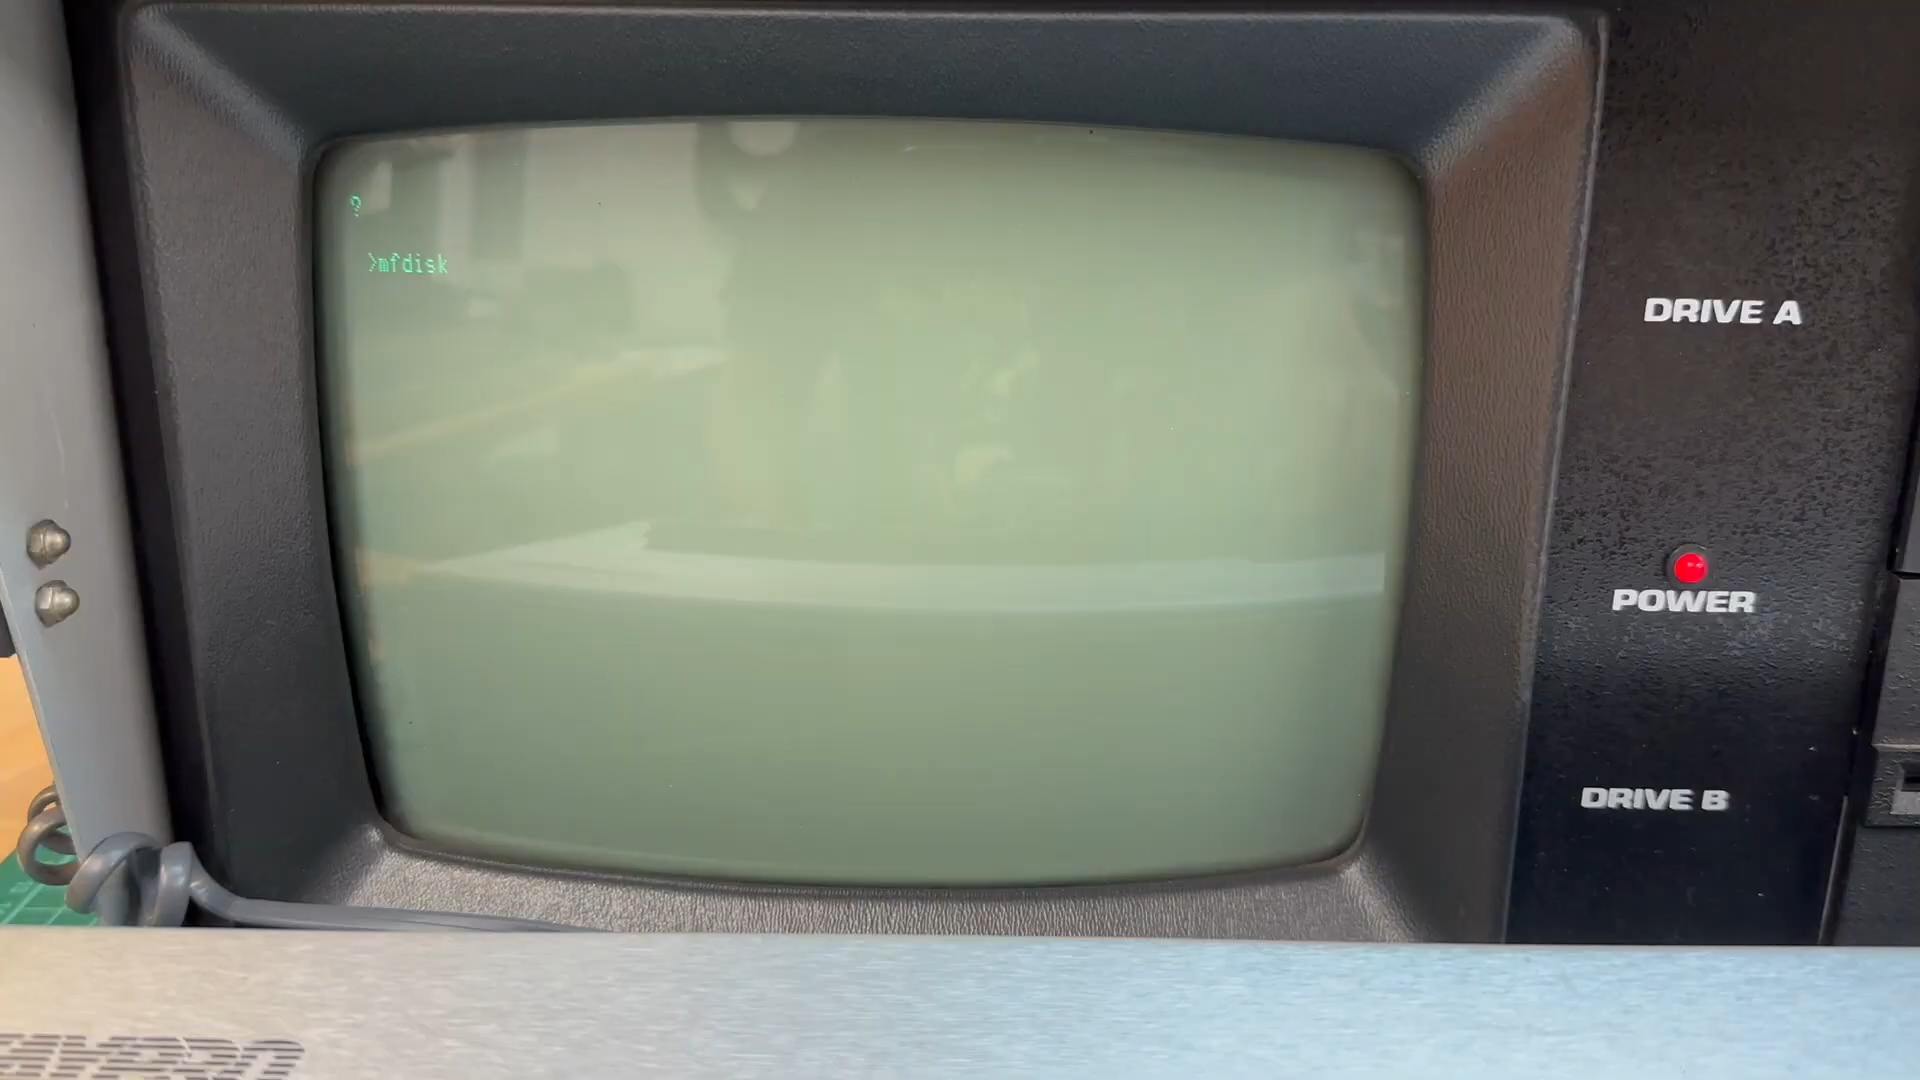 ?
>mfdisk
DRIVE A
POWER
DRIVE B